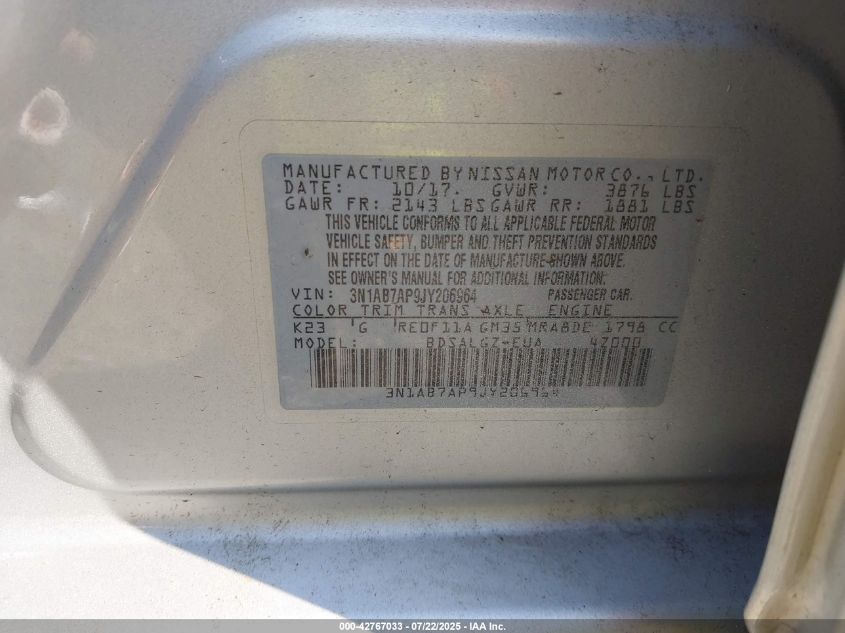 MANUFACTURED BY NISSAN MOTOR CO., LTD.
DATE: 10/17. GVWR: 3876 LBS
GAWR FR: 2143 LBS GAWR RR: 1881 LBS
THIS VEHICLE CONFORMS TO ALL APPLICABLE FEDERAL MOTOR
VEHICLE SAFETY, BUMPER AND THEFT PREVENTION STANDARDS
IN EFFECT ON THE DATE OF MANUFACTURE SHOWN ABOVE.
SEE OWNER'S MANUAL FOR ADDITIONAL INFORMATION.
VIN: 3N1AB7AP9JY206964 PASSENGER CAR.
COLOR TRIM TRANS AXLE ENGINE
K23 G RE0F11A GM35 MRA8DE 1798 CC
MODEL: BDSALGZ-EUA 47000
3N1AB7AP9JY206964
000-42767033 - 07/22/2025 - IAA Inc.